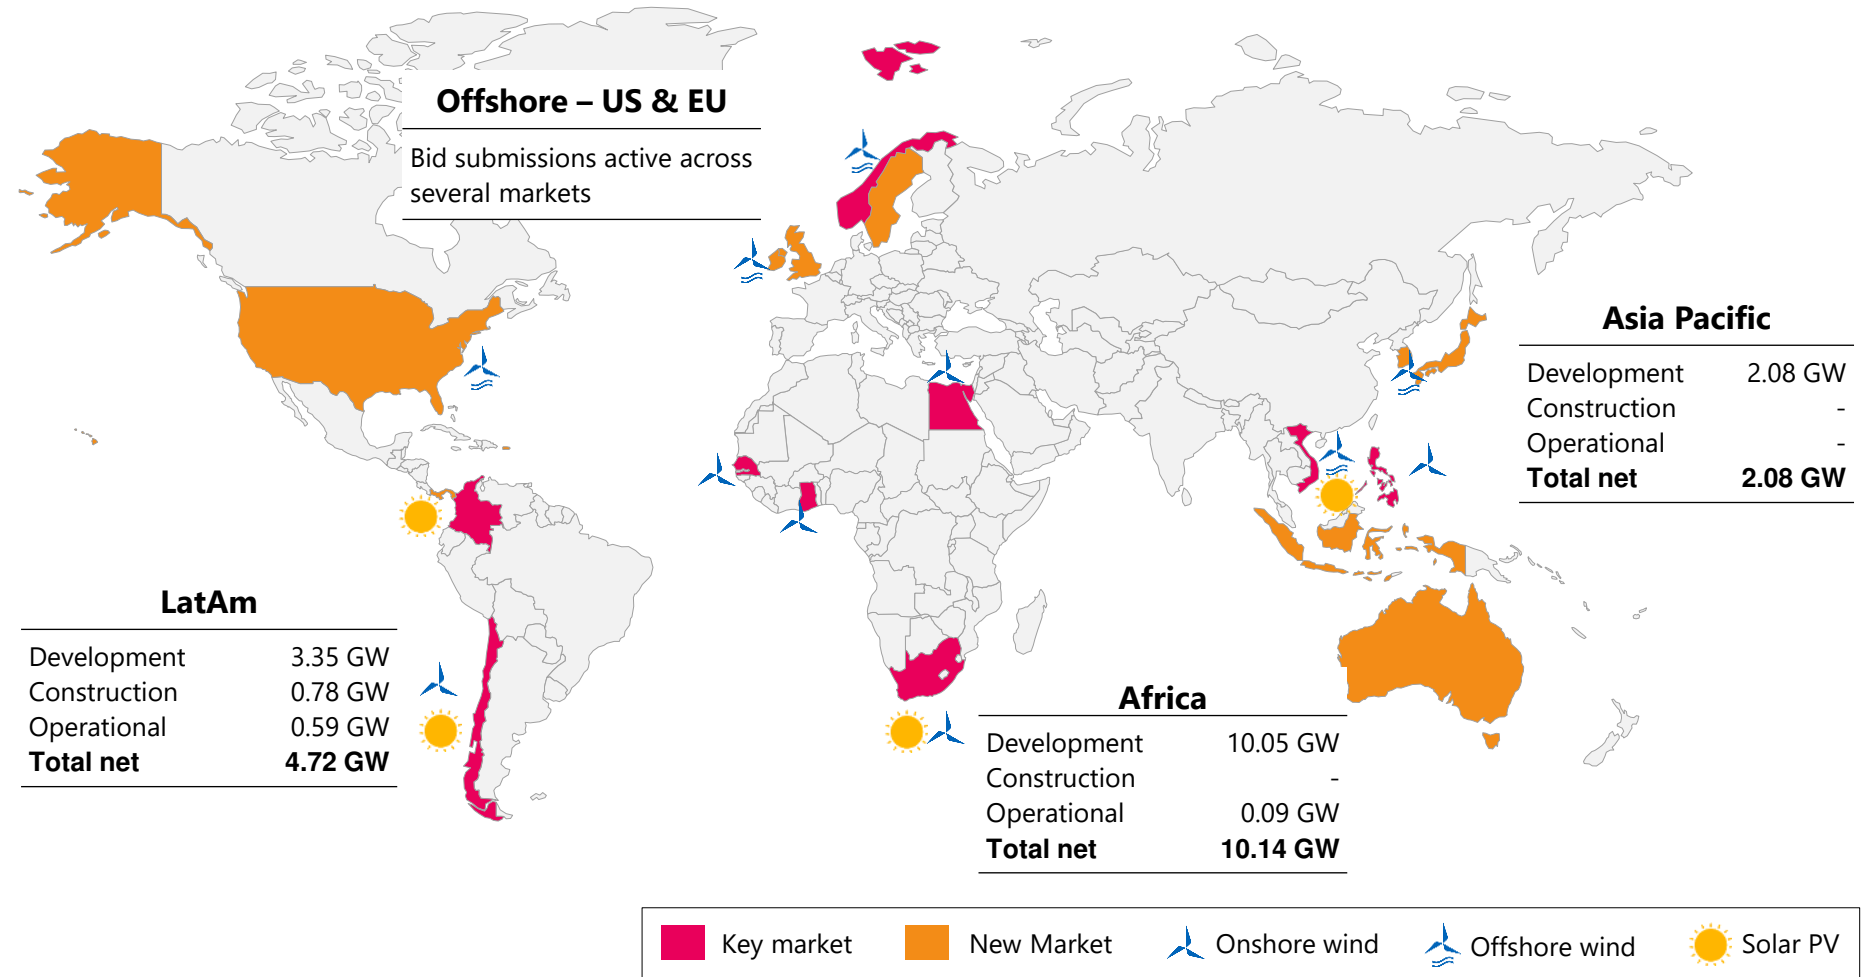 Offshore – US & EU
Bid submissions active across
several markets
Asia Pacific
Development 2.08 GW
Construction -
Operational -
Total net 2.08 GW
LatAm
Development 3.35 GW
Construction 0.78 GW
Operational 0.59 GW
Total net 4.72 GW
Africa
Development 10.05 GW
Construction -
Operational 0.09 GW
Total net 10.14 GW
Key market New Market Onshore wind Offshore wind Solar PV